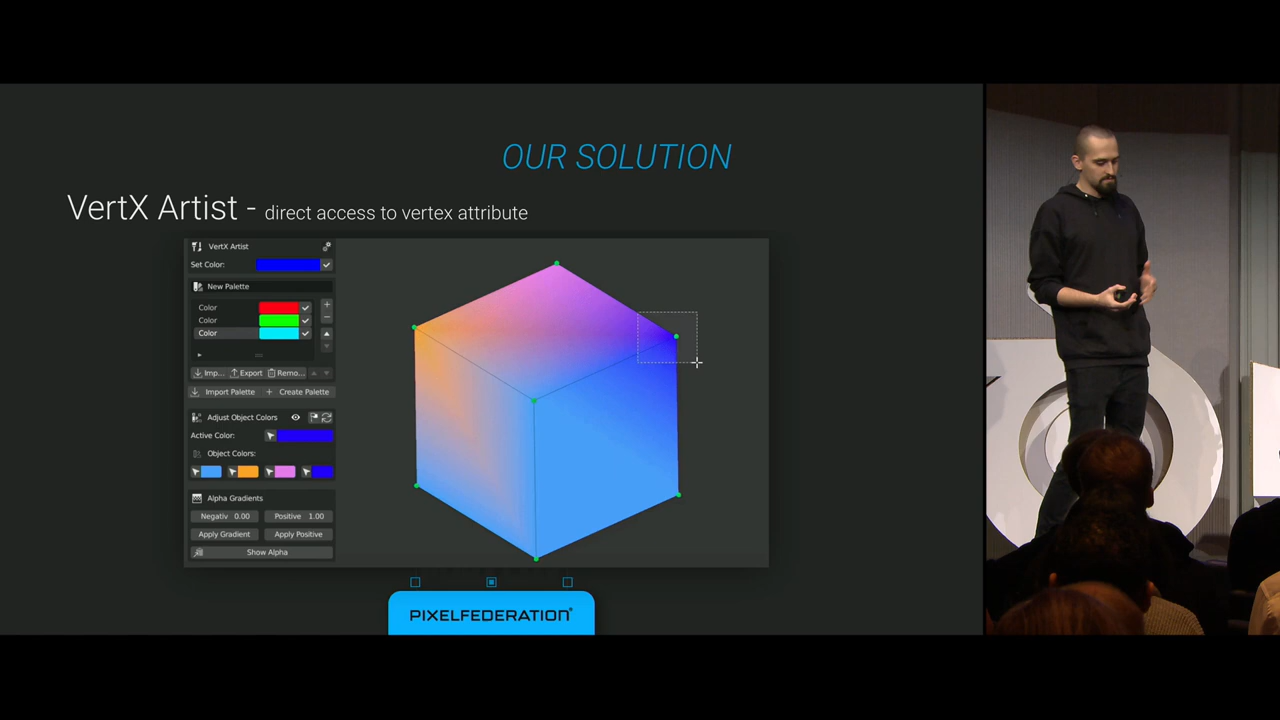 OUR SOLUTION
VertX Artist - direct access to vertex attribute
VertX Artist
Set Color:
New Palette
Color
Color
Color
Imp... Export Remo...
Import Palette + Create Palette
Adjust Object Colors
Active Color:
Object Colors:
Alpha Gradients
Negativ 0.00 Positive 1.00
Apply Gradient Apply Positive
Show Alpha
PIXELFEDERATION®